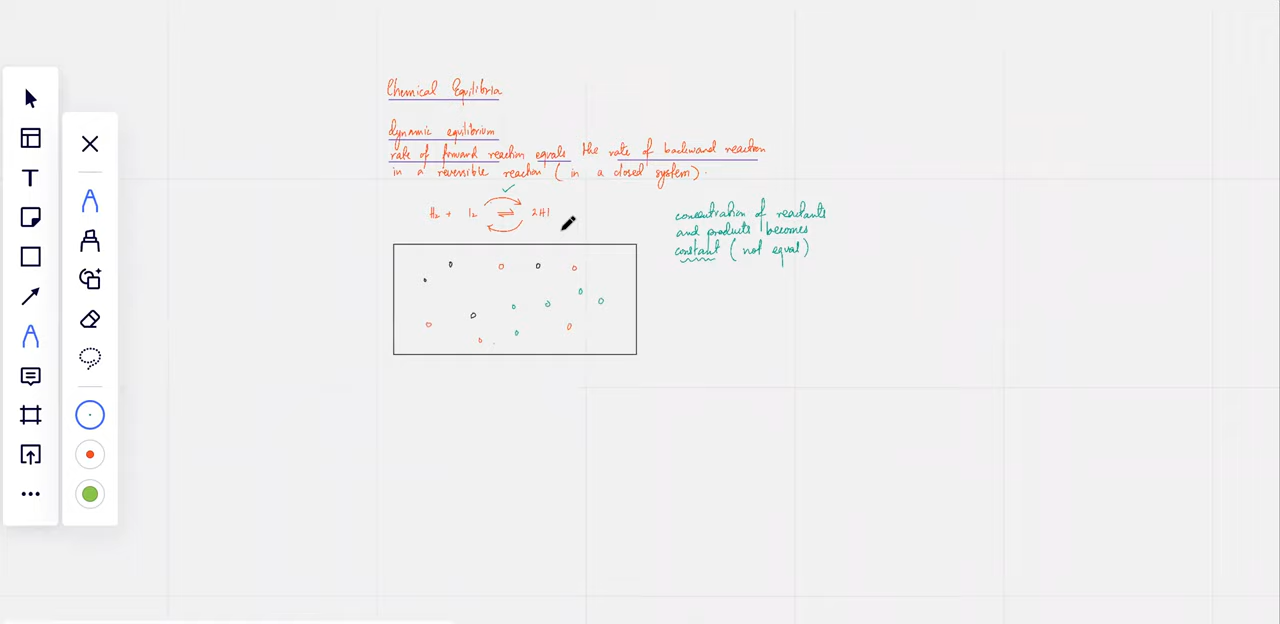 Chemical Equilibria
dynamic equilibrium
rate of forward reaction equals the rate of backward reaction
in a reversible reaction (in a closed system).
H₂ + I₂ ⇌ 2HI
concentration of reactants
and products becomes
constant (not equal)
T
A
A